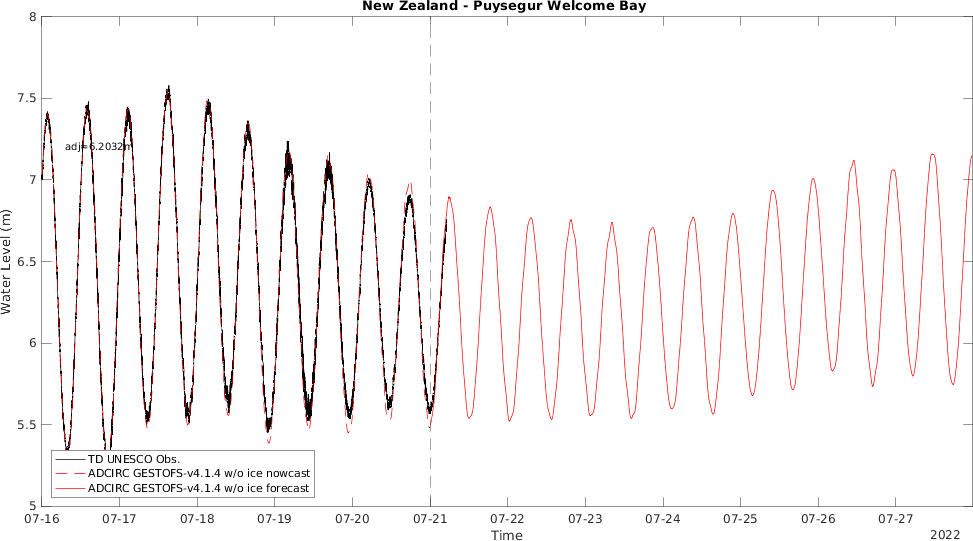 New Zealand - Puysegur Welcome Bay
8
7.5
7
6.5
6
5.5
5
Water Level (m)
adj=6.2032m
TD UNESCO Obs.
ADCIRC GESTOFS-v4.1.4 w/o ice nowcast
ADCIRC GESTOFS-v4.1.4 w/o ice forecast
07-16 07-17 07-18 07-19 07-20 07-21 07-22 07-23 07-24 07-25 07-26 07-27
Time
2022